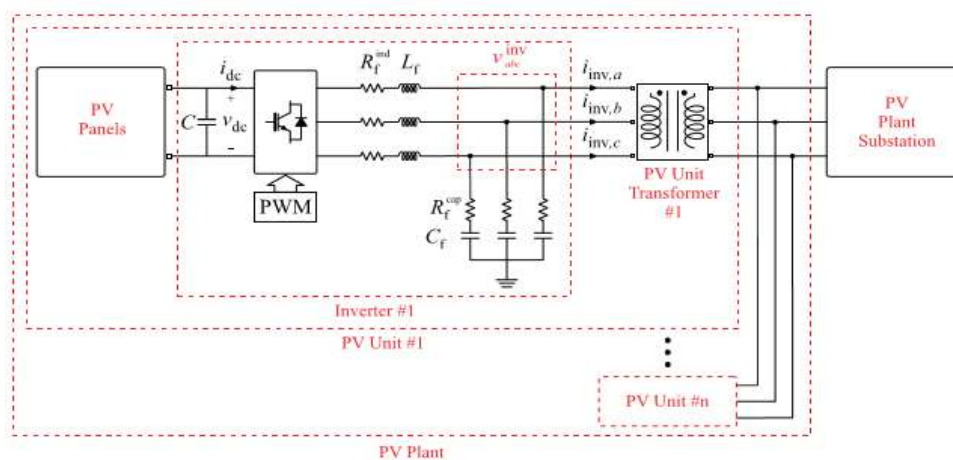 PV
Panels
i_dc
+
C
v_dc
-
PWM
R_f^ind
L_f
v_abc^inv
R_f^cap
C_f
i_inv,a
i_inv,b
i_inv,c
PV Unit
Transformer
#1
PV
Plant
Substation
Inverter #1
PV Unit #1
PV Unit #n
PV Plant